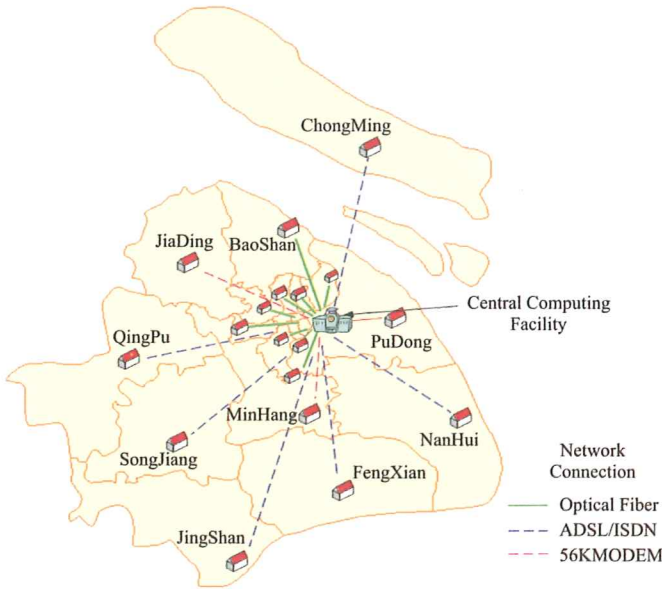 ChongMing
JiaDing
BaoShan
Central Computing
Facility
QingPu
PuDong
MinHang
NanHui
SongJiang
FengXian
JingShan
Network
Connection
Optical Fiber
ADSL/ISDN
56KMODEM